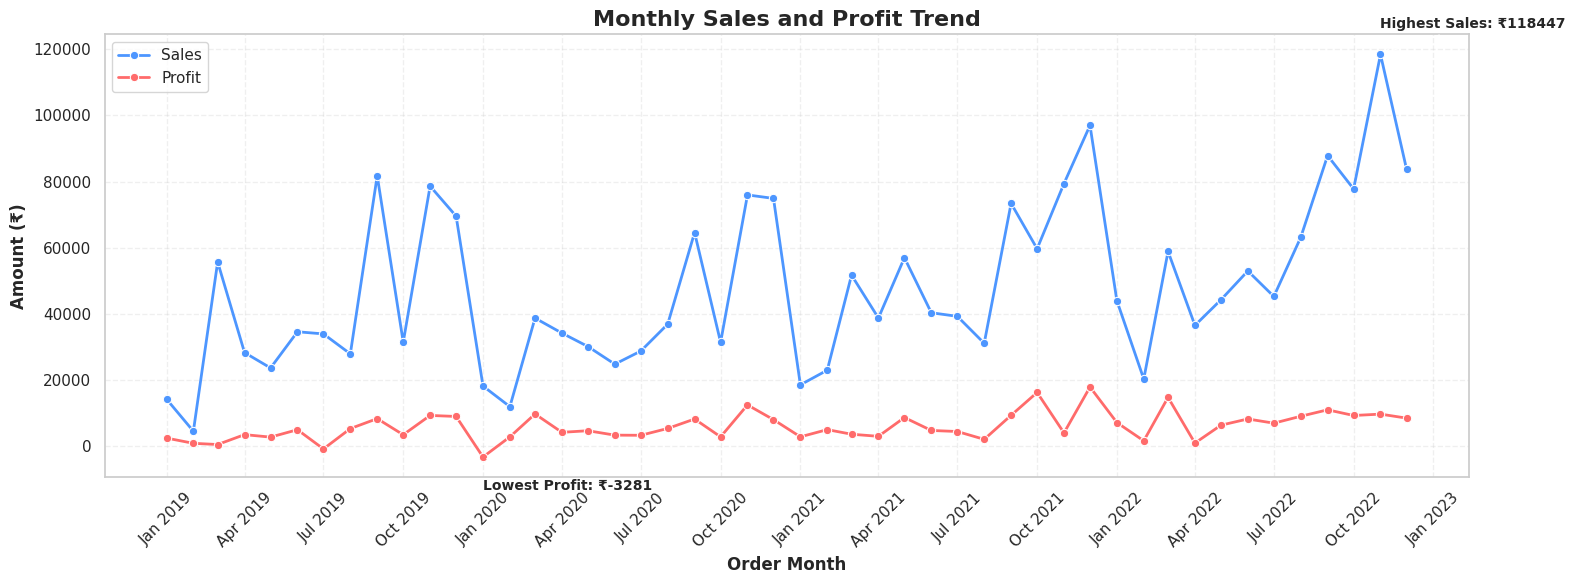 Monthly Sales and Profit Trend
Highest Sales: ₹118447
Sales
Profit
120000
100000
80000
60000
40000
20000
0
Amount (₹)
Lowest Profit: ₹-3281
Jan 2019
Apr 2019
Jul 2019
Oct 2019
Jan 2020
Apr 2020
Jul 2020
Oct 2020
Jan 2021
Apr 2021
Jul 2021
Oct 2021
Jan 2022
Apr 2022
Jul 2022
Oct 2022
Jan 2023
Order Month